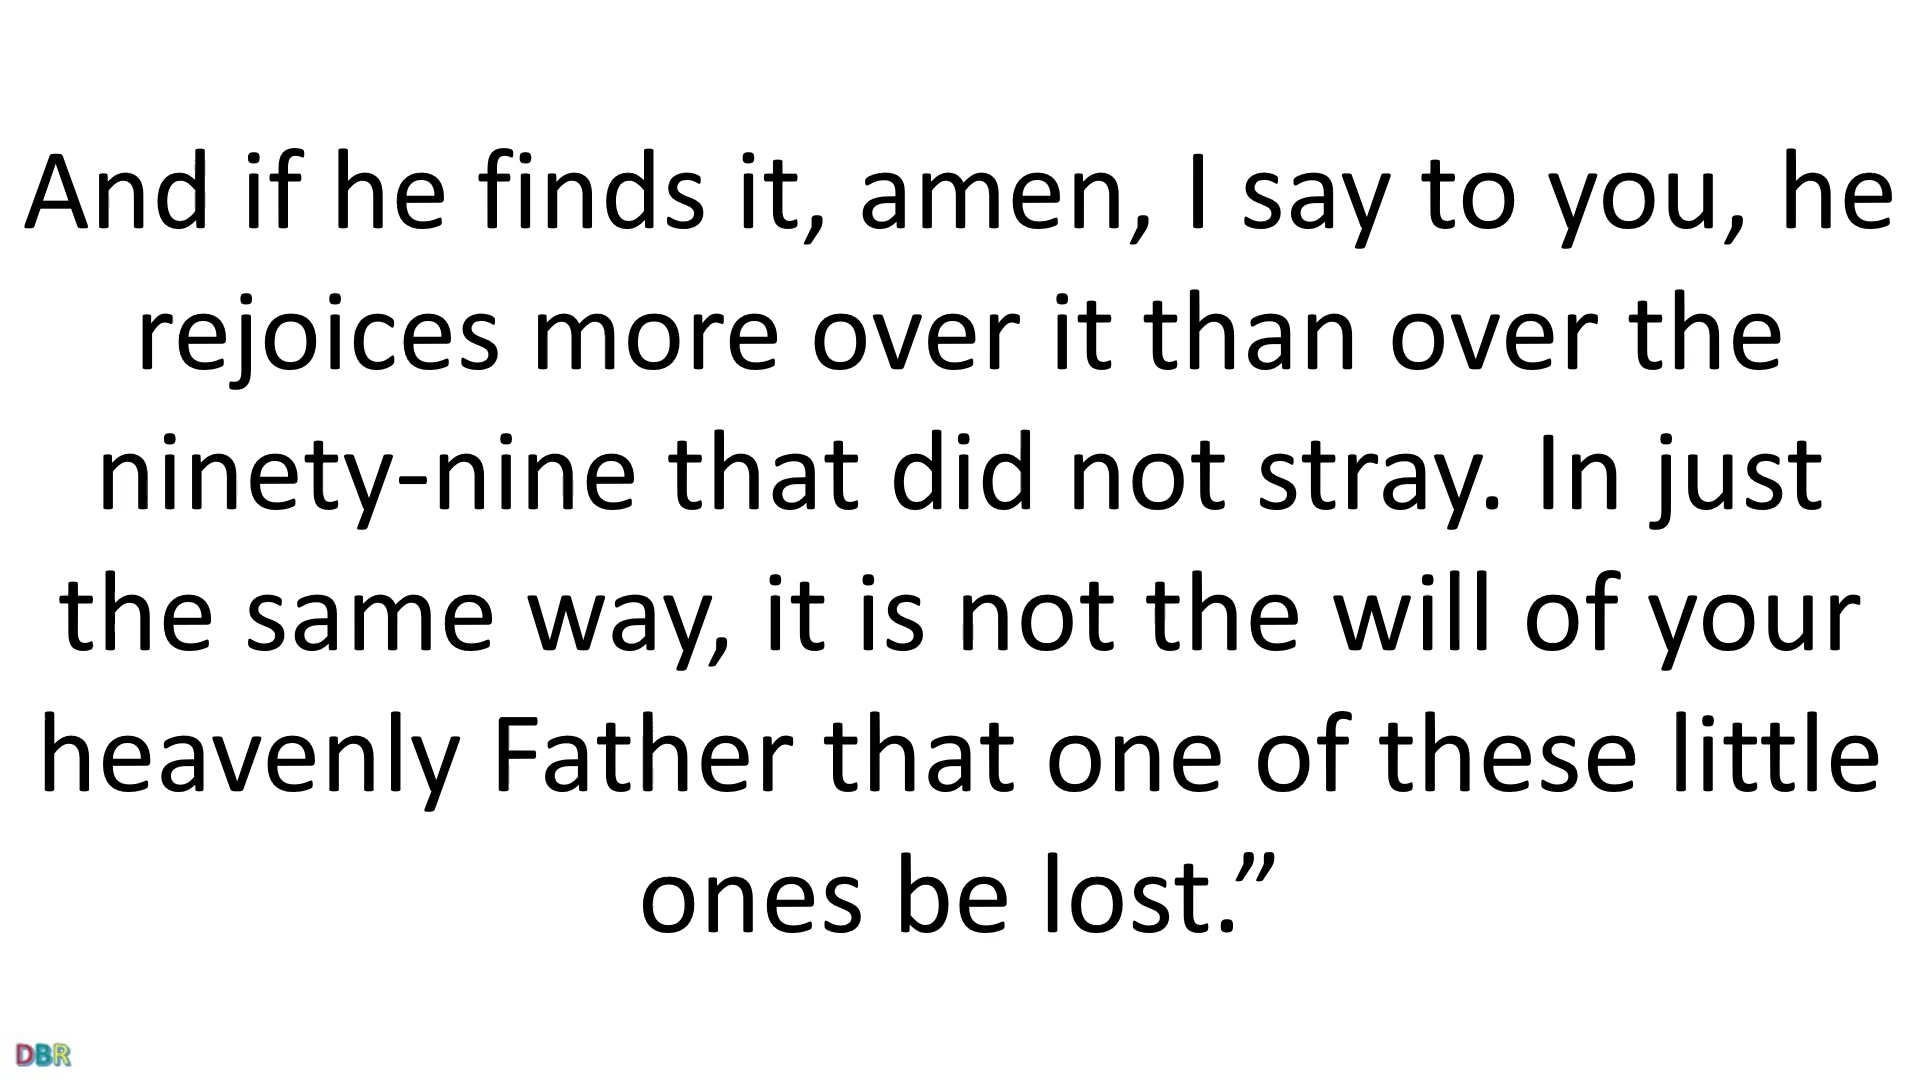 And if he finds it, amen, I say to you, he
rejoices more over it than over the
ninety-nine that did not stray. In just
the same way, it is not the will of your
heavenly Father that one of these little
ones be lost.”
DBR